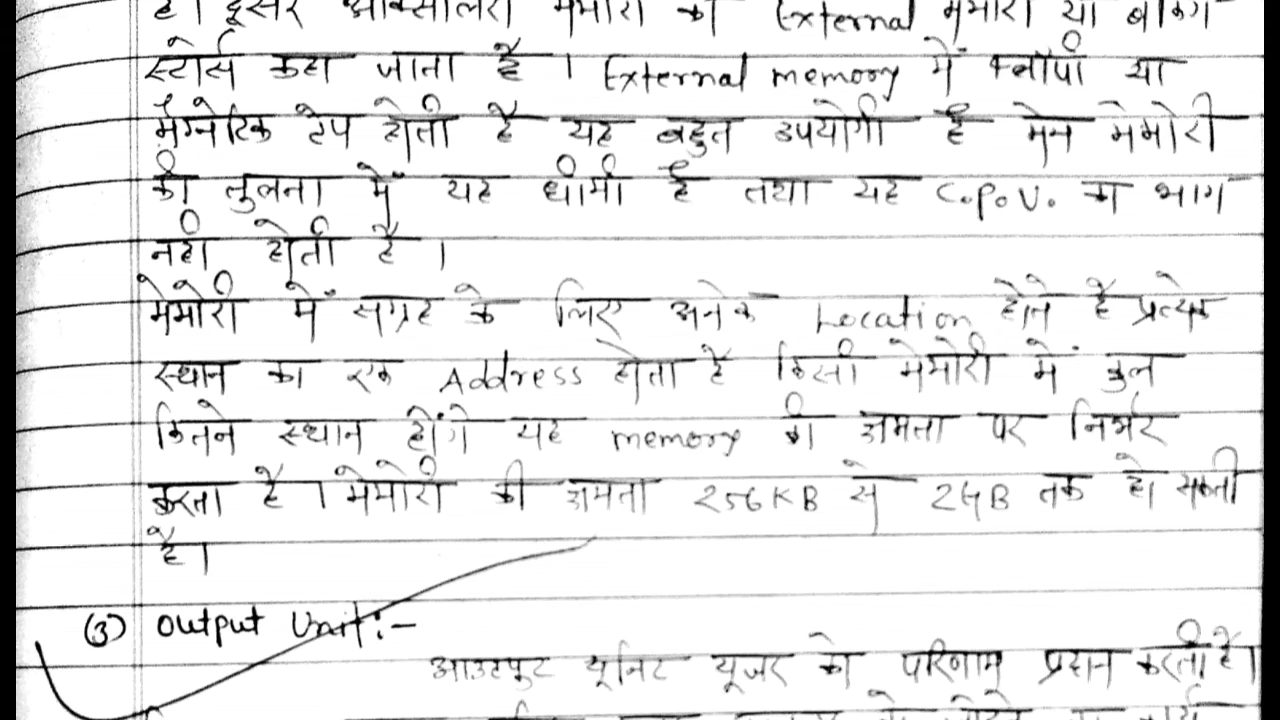 है। दूसरे ऑक्सीलरी मेमोरी को External मेमोरी या बैकिंग
स्टोर्स कहा जाता है । External memory में फ्लॉपी या
मैग्नेटिक टेप होती है यह बहुत उपयोगी है मेन मेमोरी
की तुलना में यह धीमी है तथा यह C.P.U. का भाग
नही होती है ।
मेमोरी में संग्रह के लिए अनेक Location होते है प्रत्येक
स्थान का एक Address होता है किसी मेमोरी में कुल
कितने स्थान होंगे यह memory की क्षमता पर निर्भर
करता है । मेमोरी की क्षमता 256KB से 2GB तक हो सकती
है।
(3) Output Unit:-
आउटपुट यूनिट यूजर को परिणाम प्रदान करती है।